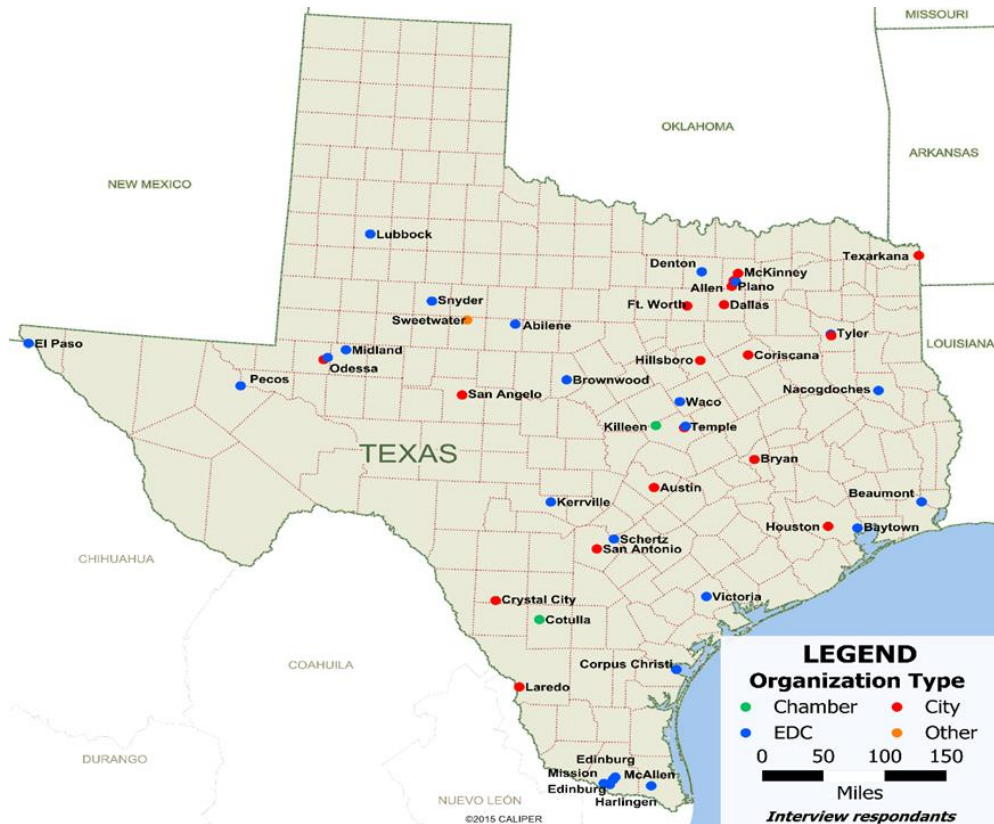 MISSOURI
OKLAHOMA
ARKANSAS
NEW MEXICO
Lubbock
Texarkana
Denton
McKinney
Allen
Plano
Snyder
Ft. Worth
Dallas
Sweetwater
Abilene
Tyler
El Paso
LOUISIANA
Midland
Odessa
Hillsboro
Coriscana
Pecos
Brownwood
Nacogdoches
San Angelo
Waco
Killeen
Temple
TEXAS
Bryan
Austin
Beaumont
Kerrville
Houston
Baytown
Schertz
San Antonio
CHIHUAHUA
Crystal City
Victoria
Cotulla
COAHUILA
Corpus Christi
Laredo
DURANGO
Edinburg
Mission
McAllen
Edinburg
Harlingen
NUEVO LEÓN
©2015 CALIPER
LEGEND
Organization Type
Chamber
City
EDC
Other
0 50 100 150
Miles
Interview respondants